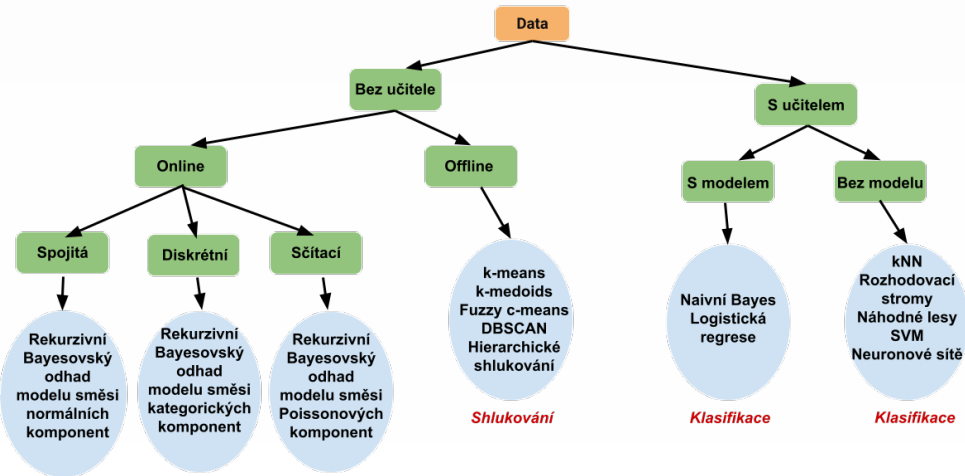 Data
Bez učitele
S učitelem
Online
Offline
S modelem
Bez modelu
Spojitá
Diskrétní
Sčítací
Rekurzivní
Bayesovský
odhad
modelu směsi
normálních
komponent
Rekurzivní
Bayesovský
odhad
modelu směsi
kategorických
komponent
Rekurzivní
Bayesovský
odhad
modelu směsi
Poissonových
komponent
k-means
k-medoids
Fuzzy c-means
DBSCAN
Hierarchické
shlukování
Naivní Bayes
Logistická
regrese
kNN
Rozhodovací
stromy
Náhodné lesy
SVM
Neuronové sítě
Shlukování
Klasifikace
Klasifikace